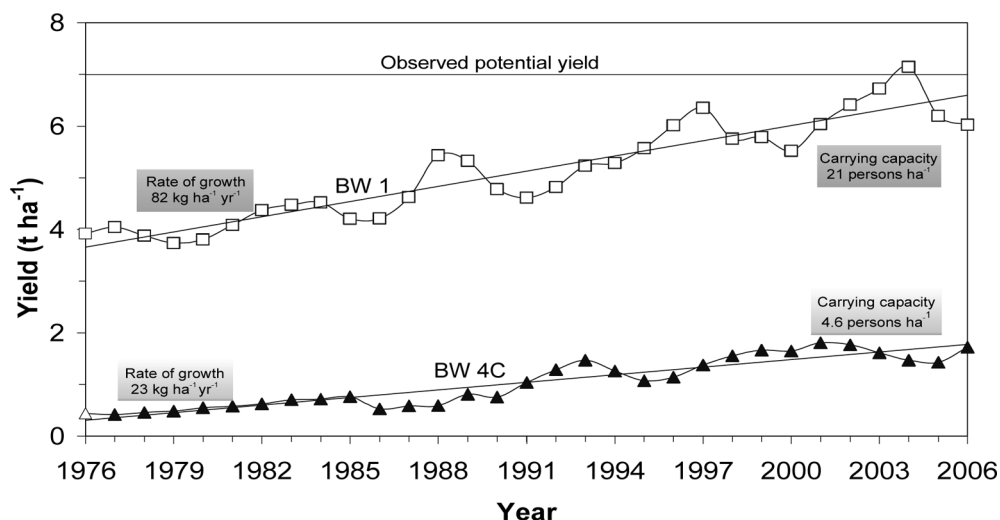 8
Observed potential yield
6
Rate of growth
82 kg ha⁻¹ yr⁻¹
BW 1
Carrying capacity
21 persons ha⁻¹
4
Yield (t ha⁻¹)
Carrying capacity
4.6 persons ha⁻¹
2
BW 4C
Rate of growth
23 kg ha⁻¹ yr⁻¹
0
1976 1979 1982 1985 1988 1991 1994 1997 2000 2003 2006
Year